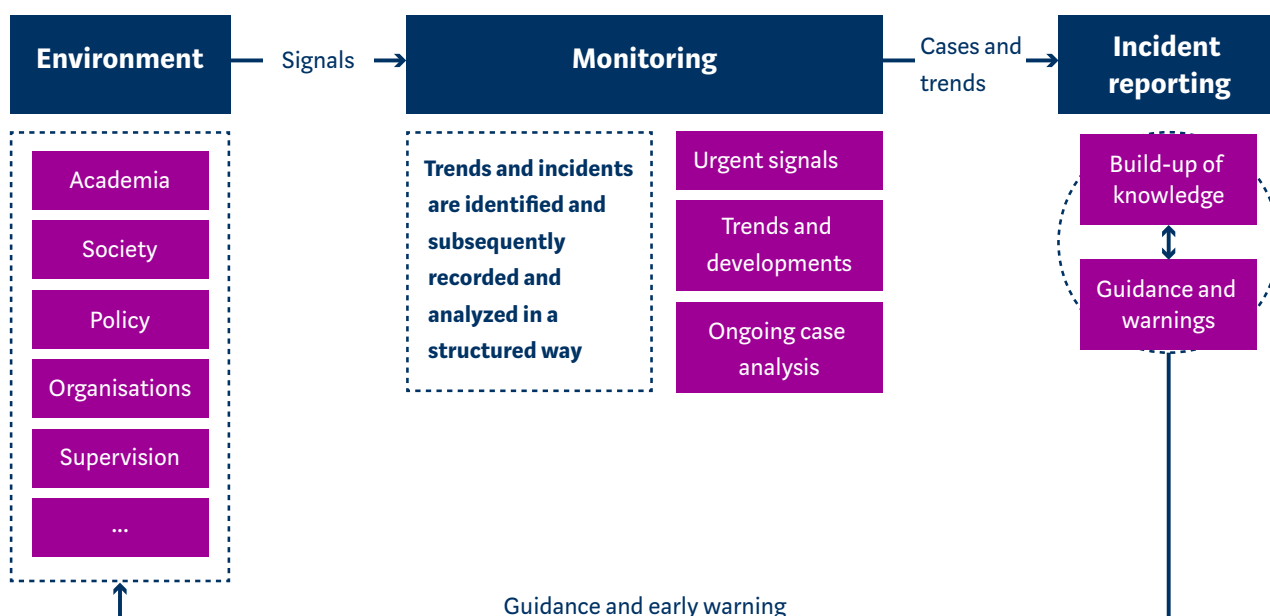 Environment
Signals
Monitoring
Cases and
trends
Incident
reporting
Academia
Society
Policy
Organisations
Supervision
...
Trends and incidents
are identified and
subsequently
recorded and
analyzed in a
structured way
Urgent signals
Trends and
developments
Ongoing case
analysis
Build-up of
knowledge
Guidance and
warnings
Guidance and early warning